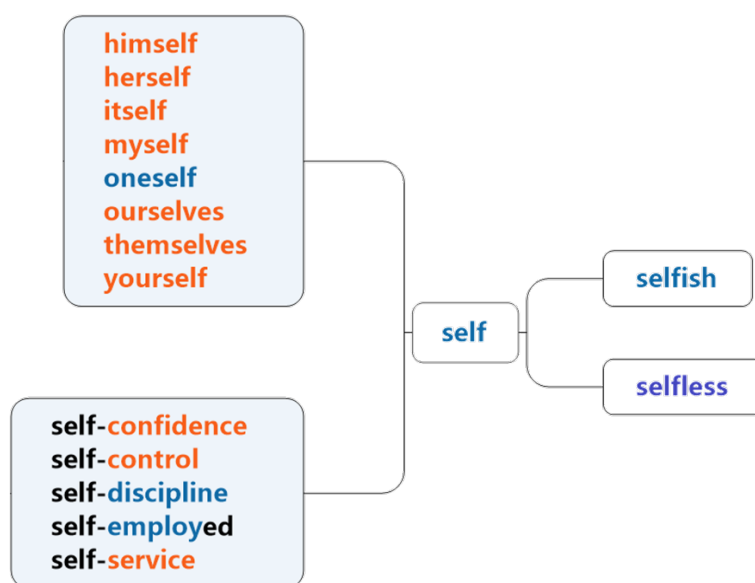 himself
herself
itself
myself
oneself
ourselves
themselves
yourself
self
selfish
selfless
self-confidence
self-control
self-discipline
self-employed
self-service